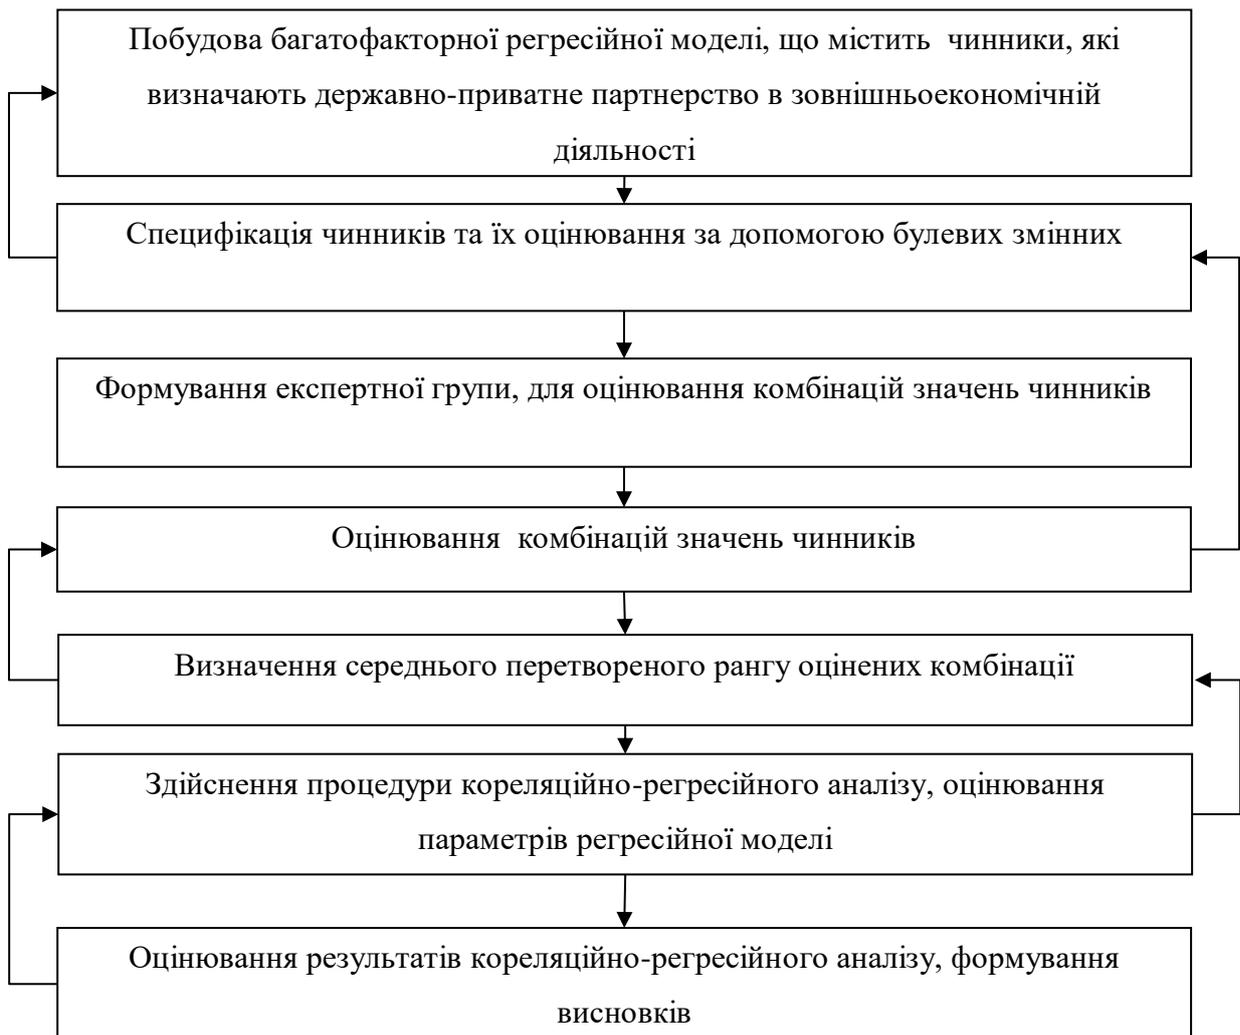 Побудова багатофакторної регресійної моделі, що містить чинники, які
визначають державно-приватне партнерство в зовнішньоекономічній
діяльності
Специфікація чинників та їх оцінювання за допомогою булевих змінних
Формування експертної групи, для оцінювання комбінацій значень чинників
Оцінювання комбінацій значень чинників
Визначення середнього перетвореного рангу оцінених комбінації
Здійснення процедури кореляційно-регресійного аналізу, оцінювання
параметрів регресійної моделі
Оцінювання результатів кореляційно-регресійного аналізу, формування
висновків